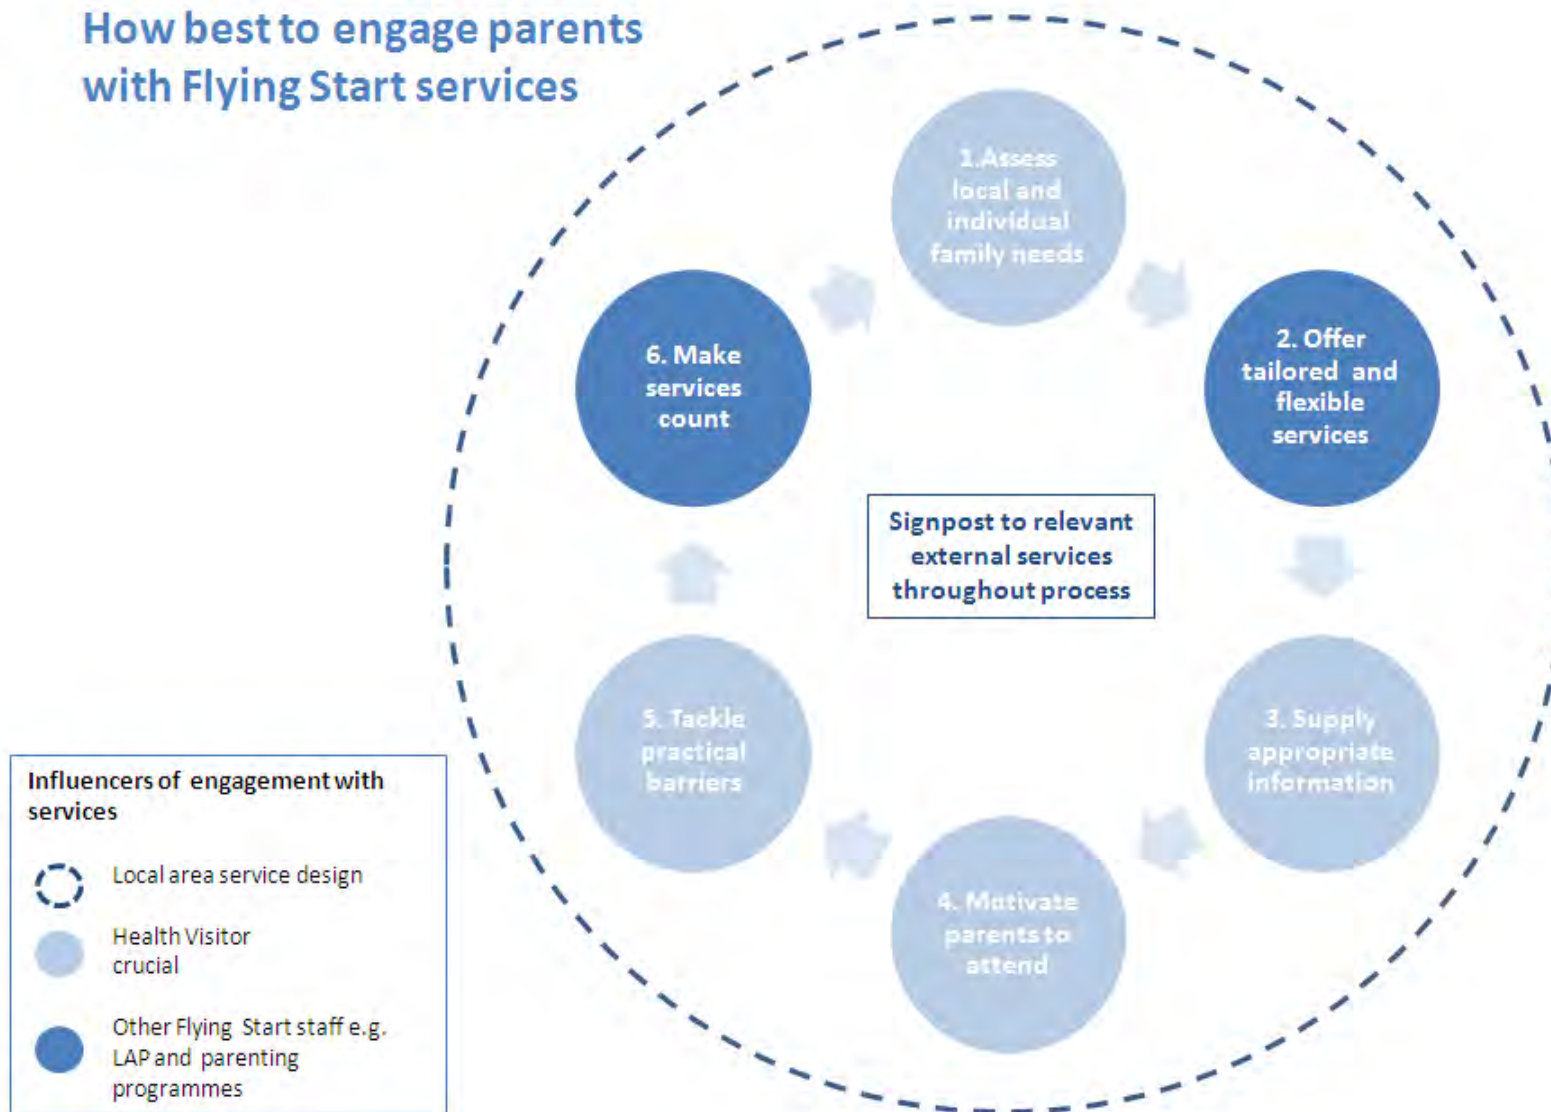 How best to engage parents
with Flying Start services
1.Assess
local and
individual
family needs
2. Offer
tailored and
flexible
services
3. Supply
appropriate
information
4. Motivate
parents to
attend
5. Tackle
practical
barriers
6. Make
services
count
Signpost to relevant
external services
throughout process
Influencers of engagement with
services
Local area service design
Health Visitor
crucial
Other Flying Start staff e.g.
LAP and parenting
programmes